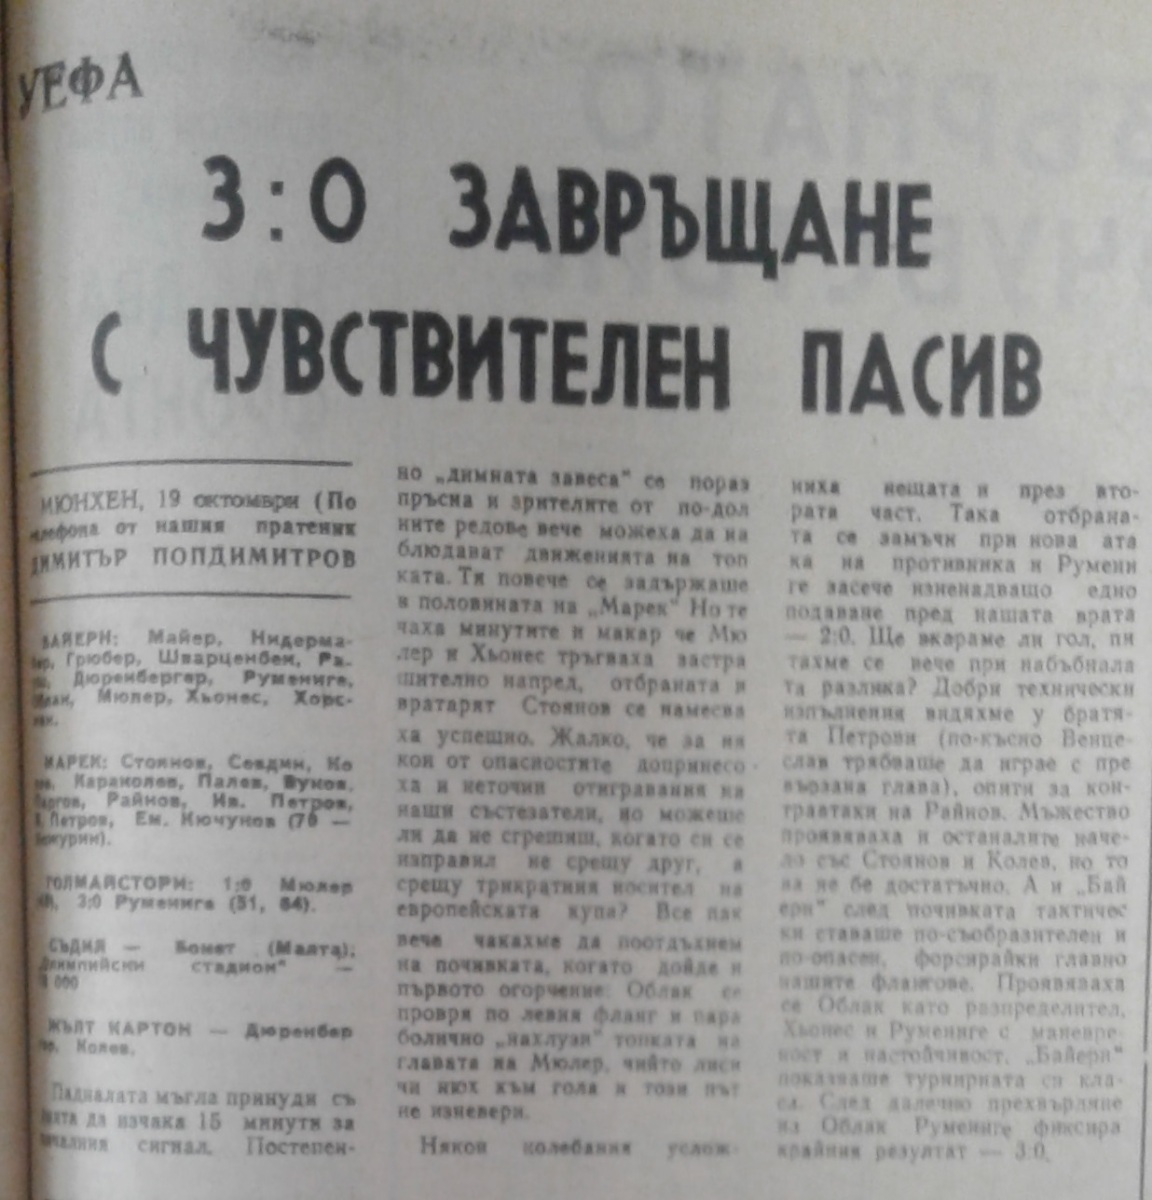 УЕФА
3:0 ЗАВРЪЩАНЕ
С ЧУВСТВИТЕЛЕН ПАСИВ
МЮНХЕН, 19 октомври (По
телефона от нашия пратеник
ДИМИТЪР ПОПДИМИТРОВ
БАЙЕРН: Майер, Нидерма-
Грюбер, Шварценбек, Ра-
Дюренбергер, Румениге,
Мюлер, Хьонес, Хорс-
МАРЕК: Стоянов, Севдин, Ко
Караколев, Палев, Вуков,
Райнов, Ив. Петров,
Петров, Ем. Кючуков (70 —
ГОЛМАЙСТОРИ: 1:0 Мюлер
3:0 Румениге (51, 84).
СЪДИЯ — Бонет (Малта),
Олимпийски стадион" —
000
ЖЪЛТ КАРТОН — Дюренбер
Колев.
Падналата мъгла принуди съ
дията да изчака 15 минути за
началния сигнал. Постепен-
но „димната завеса" се пораз
пръсна и зрителите от по-дол
ните редове вече можеха да на
блюдават движенията на топ
ката. Тя повече се задържаше
в половината на „Марек" Но те
чаха минутите и макар че Мю
лер и Хьонес тръгваха застра
шително напред, отбраната и
вратарят Стоянов се намесва
ха успешно. Жалко, че за ня
кои от опасностите допринесо
ха и неточни отигравания на
наши състезатели, но можеше
ли да не сгрешиш, когато си се
изправил не срещу друг, а
срещу трикратния носител на
европейската купа? Все пак
вече чакахме да поотдъхнем
на почивката, когато дойде и
първото огорчение: Облак се
провря по левия фланг и пара
болично „нахлузи" топката на
главата на Мюлер, чийто лиси
чи нюх към гола и този път
не изневери.
Някои колебания услож-
ниха нещата и през вто-
рата част. Така отбрана-
та се замъчи при нова ата
ка на противника и Румени
ге засече изненадващо едно
подаване пред нашата врата
— 2:0. Ще вкараме ли гол, пи
тахме се вече при набъбнала
та разлика? Добри технически
изпълнения видяхме у братя-
та Петрови (по-късно Венце-
слав трябваше да играе с пре
вързана глава), опити за кон-
траатаки на Райнов. Мъжество
проявяваха и останалите наче-
ло със Стоянов и Колев, но то
ва не бе достатъчно. А и „Бай
ерн" след почивката тактичес
ки ставаше по-съобразителен и
по-опасен, форсирайки главно
нашите флангове. Проявяваха
се Облак като разпределител,
Хьонес и Румениге с маневре-
ност и настойчивост. „Байерн"
показваше турнирната си кла-
са. След далечно прехвърляне
на Облак Румениге фиксира
крайния резултат — 3:0.